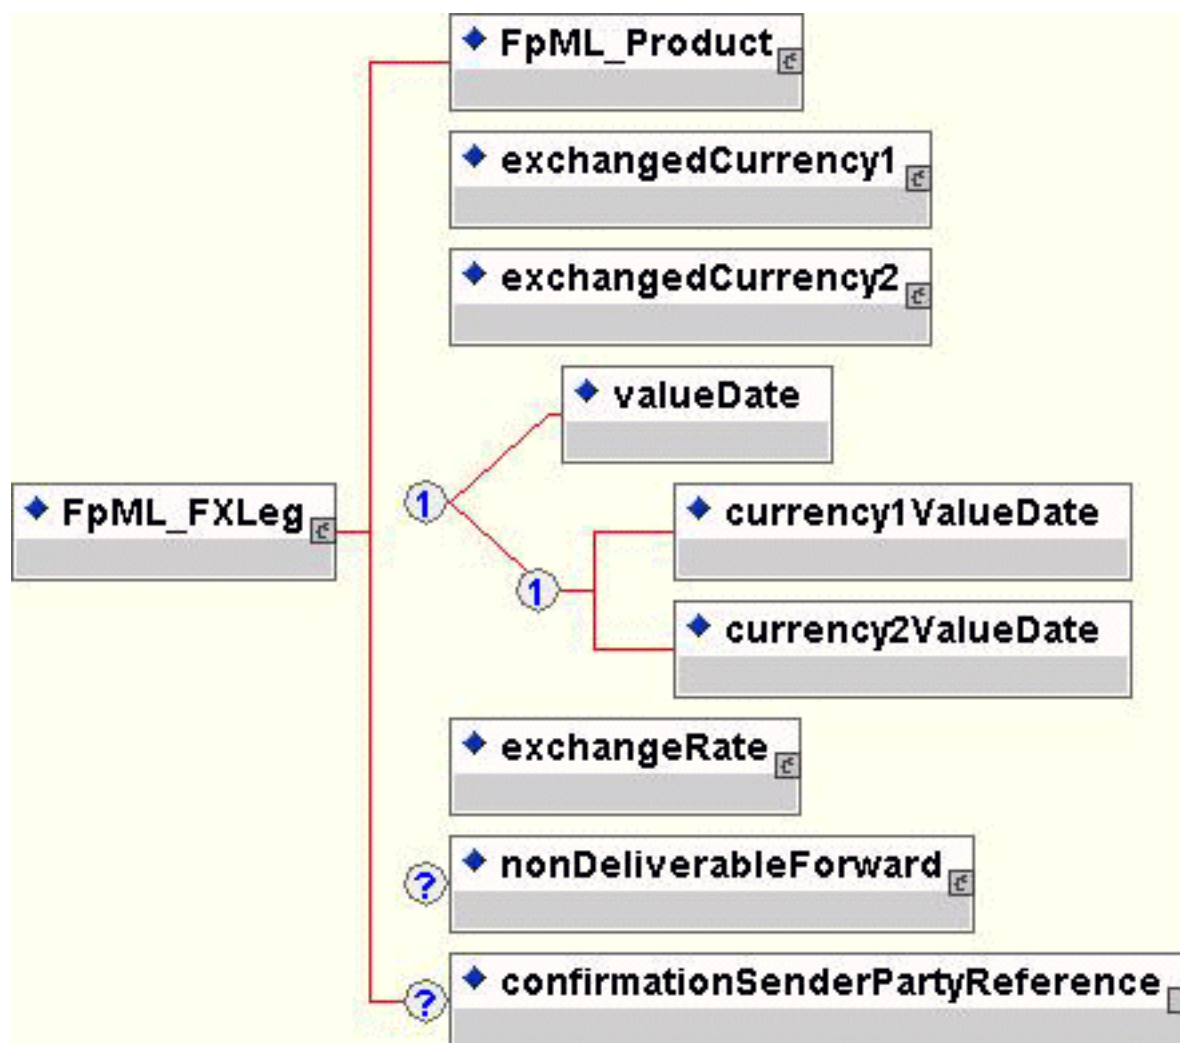 FpML_Product
exchangedCurrency1
exchangedCurrency2
valueDate
1
FpML_FXLeg
currency1ValueDate
1
currency2ValueDate
exchangeRate
?
nonDeliverableForward
?
confirmationSenderPartyReference